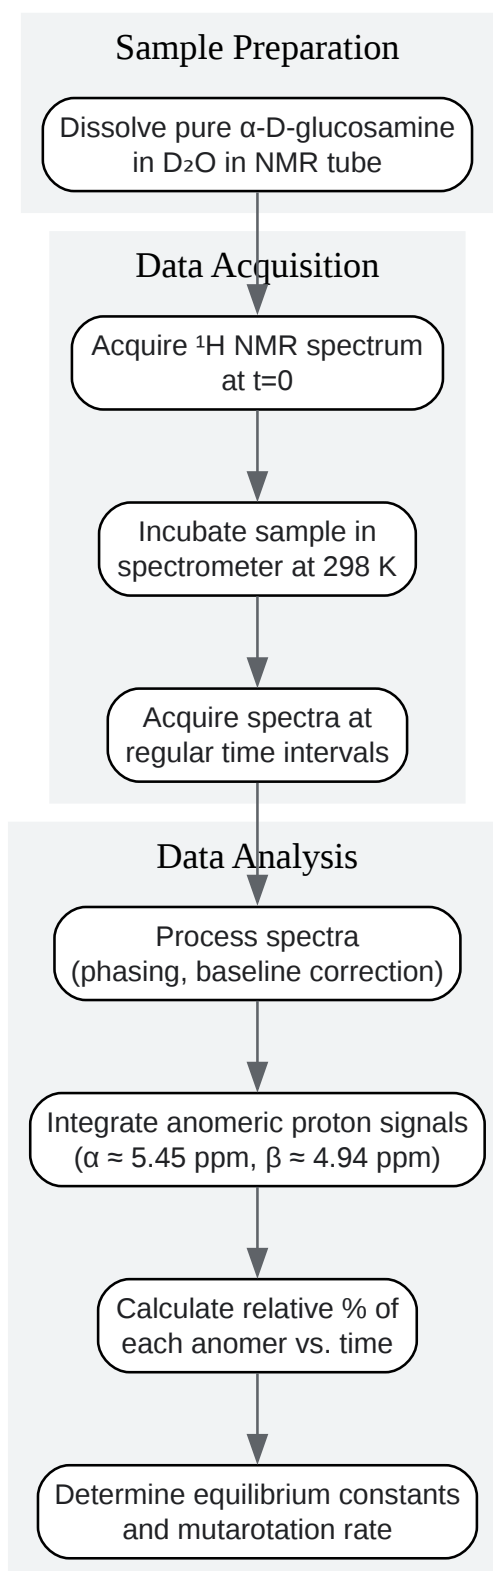 Sample Preparation
Dissolve pure α-D-glucosamine
in D₂O in NMR tube
Data Acquisition
Acquire ¹H NMR spectrum
at t=0
Incubate sample in
spectrometer at 298 K
Acquire spectra at
regular time intervals
Data Analysis
Process spectra
(phasing, baseline correction)
Integrate anomeric proton signals
(α ≈ 5.45 ppm, β ≈ 4.94 ppm)
Calculate relative % of
each anomer vs. time
Determine equilibrium constants
and mutarotation rate